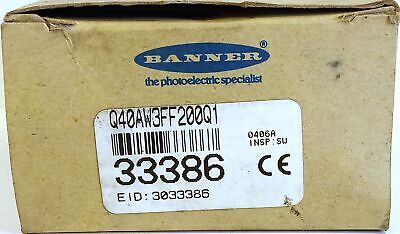 BANNER ®
the photoelectric specialist
Q40AW3FF200Q1
0406A
INSP:SW
33386 CE
EID:3033386